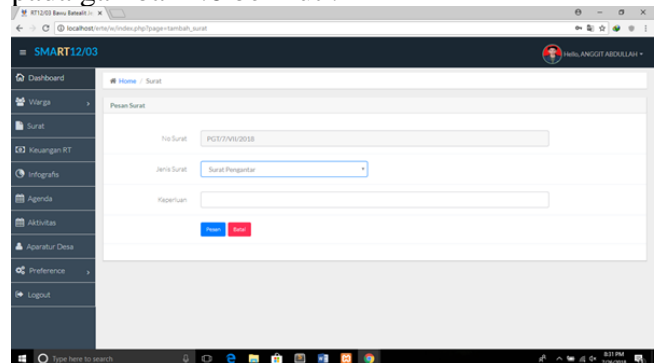 RT12/03 Bawu Batealit
localhost/erte/w/index.php?page=tambah_surat
SMART12/03
Hello, ANGGIT ABDULLAH
Dashboard
Home / Surat
Warga
Pesan Surat
Surat
No Surat
PGT/7/VII/2018
Keuangan RT
Infografis
Jenis Surat
Surat Pengantar
Agenda
Keperluan
Aktivitas
Pesan
Batal
Aparatur Desa
Preference
Logout
Type here to search
8:31 PM